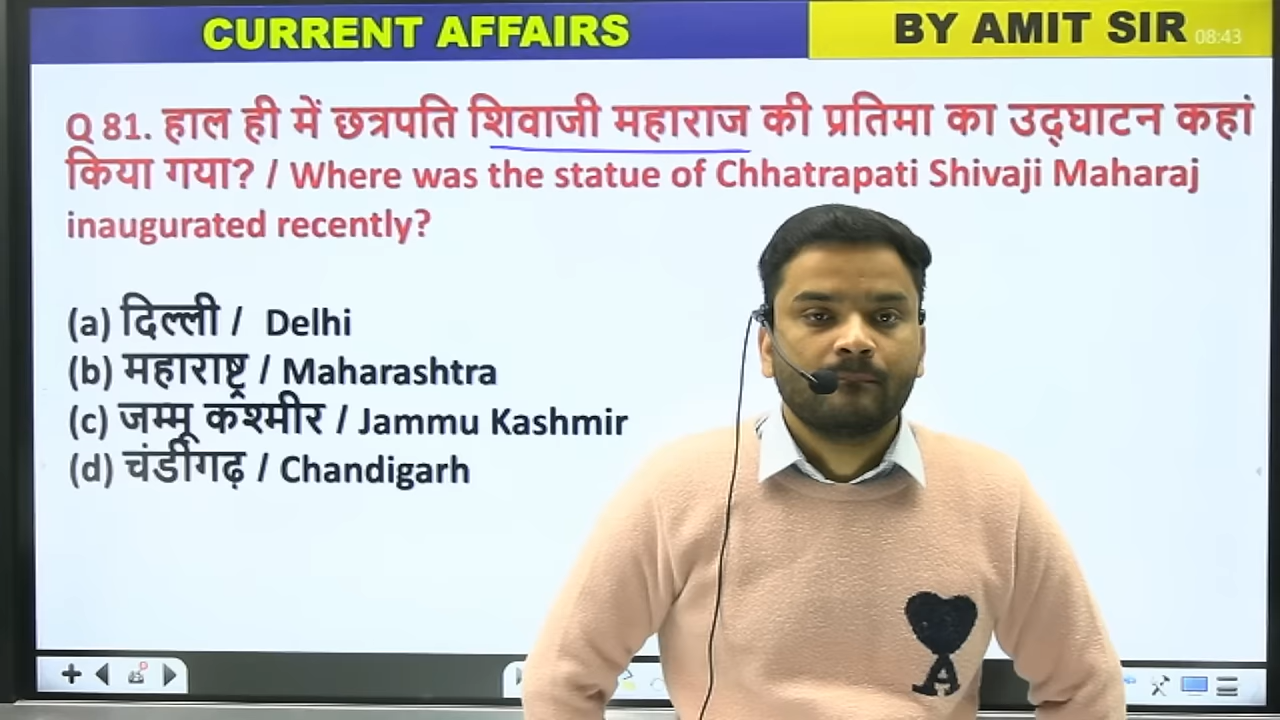 CURRENT AFFAIRS
BY AMIT SIR
08:43
Q 81. हाल ही में छत्रपति शिवाजी महाराज की प्रतिमा का उद्घाटन कहां
किया गया? / Where was the statue of Chhatrapati Shivaji Maharaj
inaugurated recently?
(a) दिल्ली / Delhi
(b) महाराष्ट्र / Maharashtra
(c) जम्मू कश्मीर / Jammu Kashmir
(d) चंडीगढ़ / Chandigarh
A